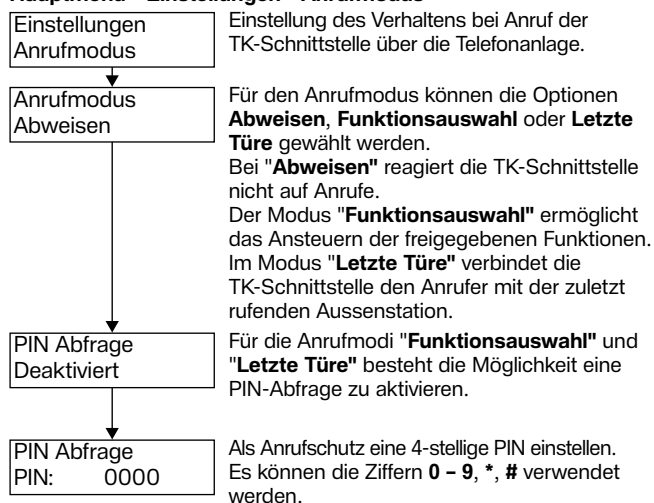 Hauptmenü - Einstellungen - Anrufmodus
Einstellungen
Anrufmodus
Einstellung des Verhaltens bei Anruf der
TK-Schnittstelle über die Telefonanlage.
Anrufmodus
Abweisen
Für den Anrufmodus können die Optionen
Abweisen, Funktionsauswahl oder Letzte
Türe gewählt werden.
Bei "Abweisen" reagiert die TK-Schnittstelle
nicht auf Anrufe.
Der Modus "Funktionsauswahl" ermöglicht
das Ansteuern der freigegebenen Funktionen.
Im Modus "Letzte Türe" verbindet die
TK-Schnittstelle den Anrufer mit der zuletzt
rufenden Aussenstation.
PIN Abfrage
Deaktiviert
Für die Anrufmodi "Funktionsauswahl" und
"Letzte Türe" besteht die Möglichkeit eine
PIN-Abfrage zu aktivieren.
PIN Abfrage
PIN: 0000
Als Anrufschutz eine 4-stellige PIN einstellen.
Es können die Ziffern 0 – 9, *, # verwendet
werden.